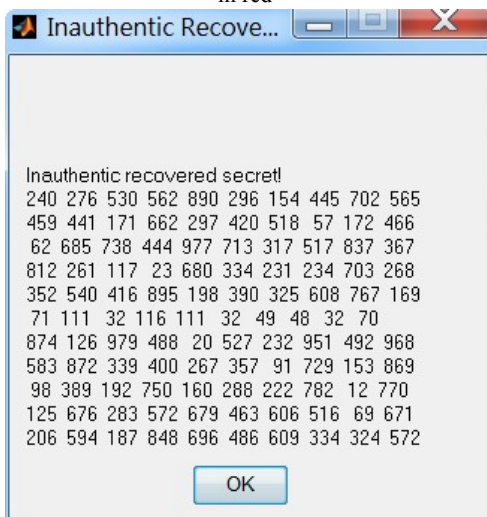 in red
Inauthentic Recove...
Inauthentic recovered secret!
240 276 530 562 890 296 154 445 702 565
459 441 171 662 297 420 518 57 172 466
62 685 738 444 977 713 317 517 837 367
812 261 117 23 680 334 231 234 703 268
352 540 416 895 198 390 325 608 767 169
71 111 32 116 111 32 49 48 32 70
874 126 979 488 20 527 232 951 492 968
583 872 339 400 267 357 91 729 153 869
98 389 192 750 160 288 222 782 12 770
125 676 283 572 679 463 606 516 69 671
206 594 187 848 696 486 609 334 324 572
OK